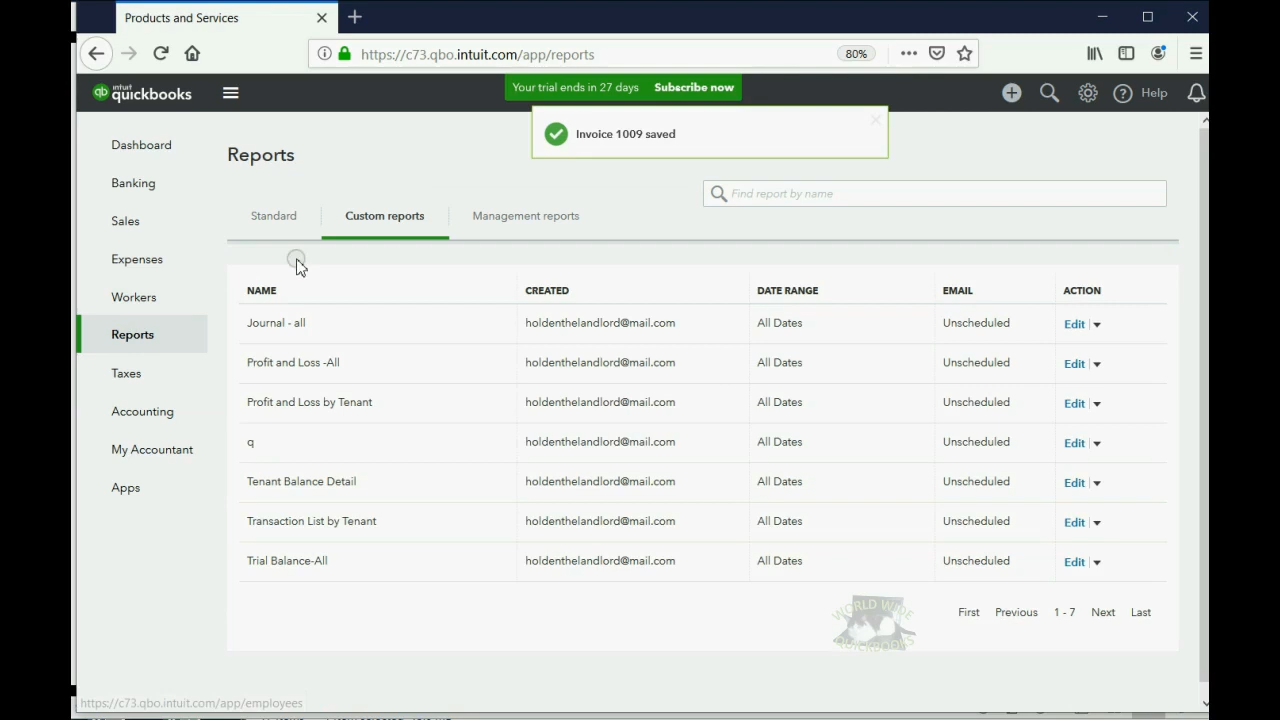 Products and Services
https://c73.qbo.intuit.com/app/reports
80%
intuit
qb quickbooks
Your trial ends in 27 days Subscribe now
Help
Invoice 1009 saved
Dashboard
Banking
Sales
Expenses
Workers
Reports
Taxes
Accounting
My Accountant
Apps
Reports
Find report by name
Standard Custom reports Management reports
NAME CREATED DATE RANGE EMAIL ACTION
Journal - all holdenthelandlord@mail.com All Dates Unscheduled Edit
Profit and Loss -All holdenthelandlord@mail.com All Dates Unscheduled Edit
Profit and Loss by Tenant holdenthelandlord@mail.com All Dates Unscheduled Edit
q holdenthelandlord@mail.com All Dates Unscheduled Edit
Tenant Balance Detail holdenthelandlord@mail.com All Dates Unscheduled Edit
Transaction List by Tenant holdenthelandlord@mail.com All Dates Unscheduled Edit
Trial Balance-All holdenthelandlord@mail.com All Dates Unscheduled Edit
WORLD WIDE
QUICKBOOKS
First Previous 1 - 7 Next Last
https://c73.qbo.intuit.com/app/employees